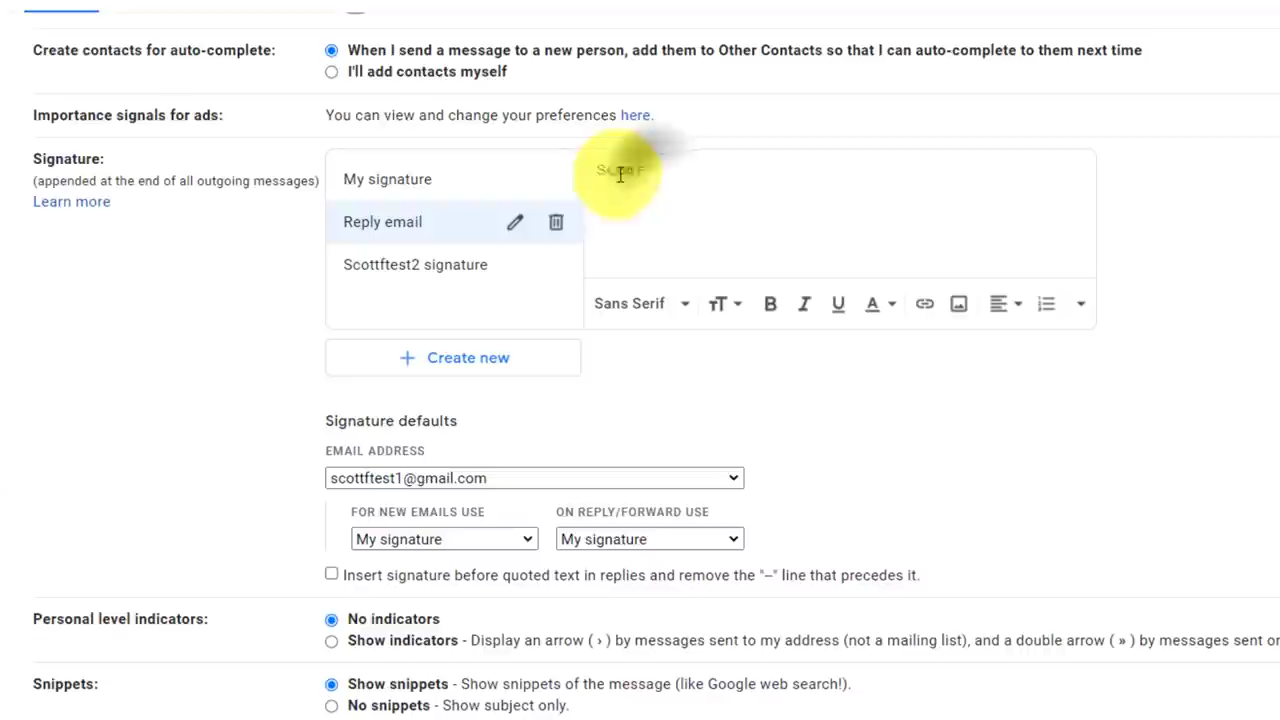 Create contacts for auto-complete:
When I send a message to a new person, add them to Other Contacts so that I can auto-complete to them next time
I'll add contacts myself
Importance signals for ads:
You can view and change your preferences here.
Signature:
(appended at the end of all outgoing messages)
Learn more
My signature
Reply email
Scottftest2 signature
Sans Serif
Create new
Signature defaults
EMAIL ADDRESS
scottftest1@gmail.com
FOR NEW EMAILS USE
ON REPLY/FORWARD USE
My signature
My signature
Insert signature before quoted text in replies and remove the "–" line that precedes it.
Personal level indicators:
No indicators
Show indicators - Display an arrow ( › ) by messages sent to my address (not a mailing list), and a double arrow ( » ) by messages sent
Snippets:
Show snippets - Show snippets of the message (like Google web search!).
No snippets - Show subject only.